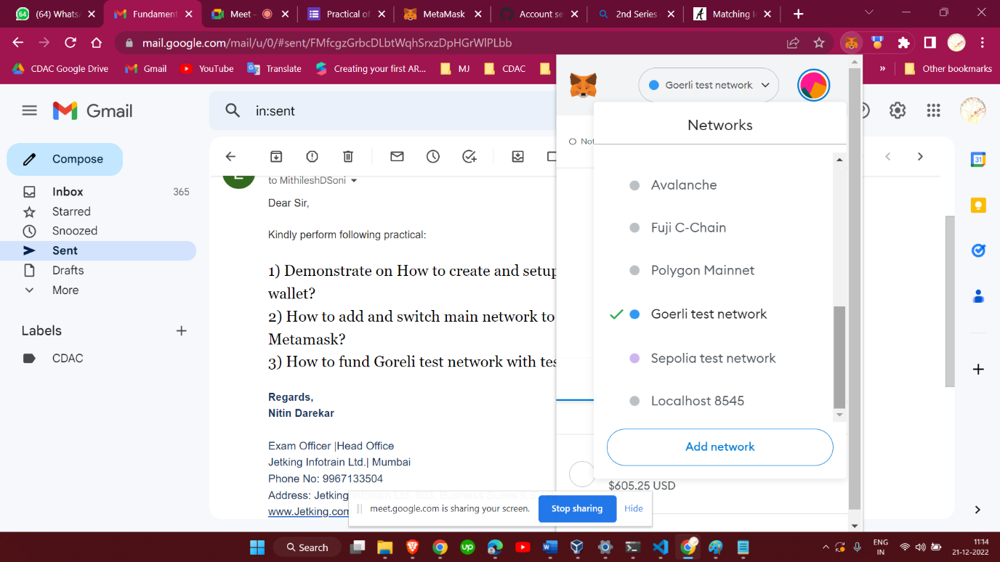 (64) WhatsA
Fundament
Meet -
Practical of
MetaMask
Account se
2nd Series
Matching
mail.google.com/mail/u/0/#sent/FMfcgzGrbcDLbtWqhSrxzDpHGrWlPLbb
CDAC Google Drive
Gmail
YouTube
Translate
Creating your first AR...
MJ
CDAC
»
Other bookmarks
Gmail
in:sent
Compose
Inbox 365
Starred
Snoozed
Sent
Drafts
More
Labels
CDAC
to MithileshDSoni
Dear Sir,
Kindly perform following practical:
1) Demonstrate on How to create and setup
wallet?
2) How to add and switch main network to
Metamask?
3) How to fund Goreli test network with tes
Regards,
Nitin Darekar
Exam Officer |Head Office
Jetking Infotrain Ltd.| Mumbai
Phone No: 9967133504
Address: Jetking
www.Jetking.com
Goerli test network
Not
Networks
Avalanche
Fuji C-Chain
Polygon Mainnet
Goerli test network
Sepolia test network
Localhost 8545
Add network
$605.25 USD
meet.google.com is sharing your screen.
Stop sharing
Hide
31
Search
ENG
IN
11:14
21-12-2022